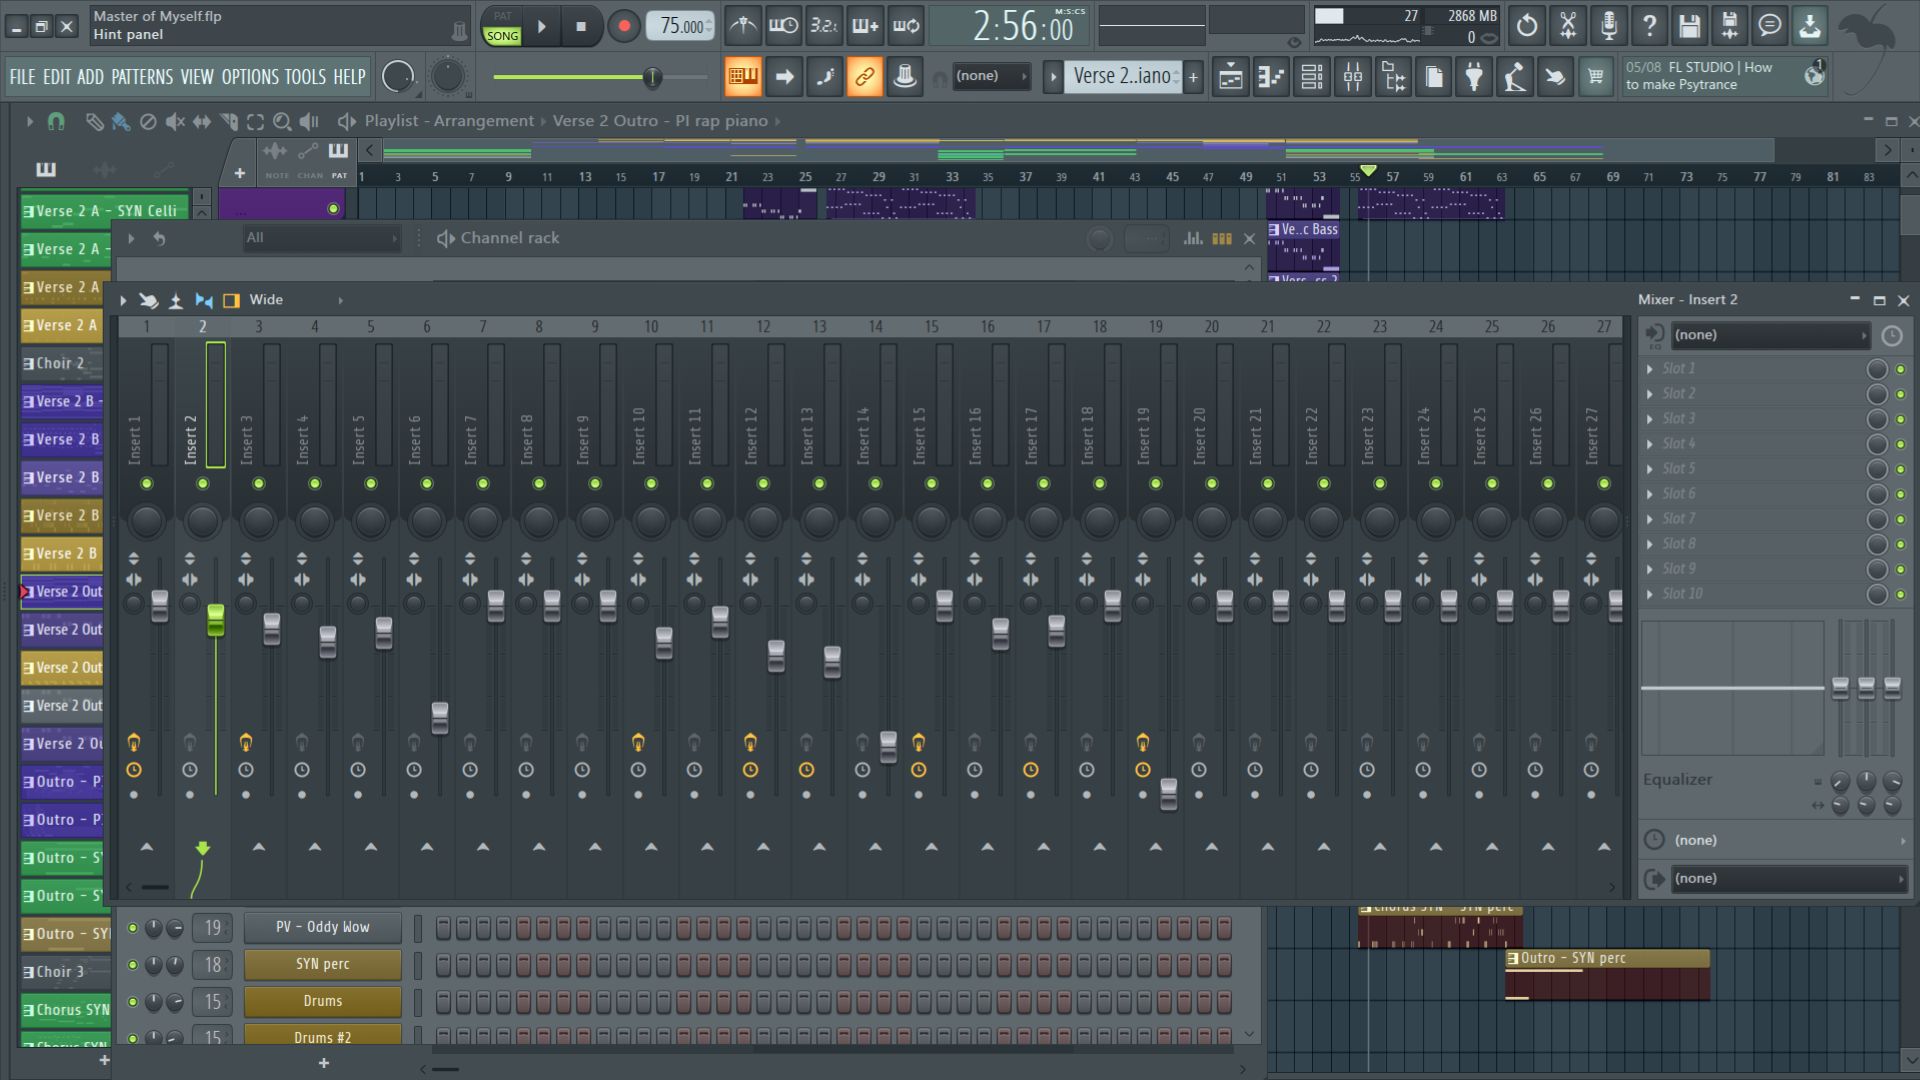 Master of Myself.flp
Hint panel
PAT
SONG
75.000
3.2.
2:56:00
M:S:CS
27
2868 MB
0
FILE EDIT ADD PATTERNS VIEW OPTIONS TOOLS HELP
(none)
Verse 2..iano
+
05/08 FL STUDIO | How
to make Psytrance
1
Playlist - Arrangement
Verse 2 Outro - PI rap piano
+
NOTE CHAN PAT
1 3 5 7 9 11 13 15 17 19 21 23 25 27 29 31 33 35 37 39 41 43 45 47 49 51 53 55 57 59 61 63 65 67 69 71 73 75 77 79 81 83
Verse 2 A - SYN Celli
...
Verse 2 A -
Verse 2 A
Verse 2 A
Choir 2
Verse 2 B -
Verse 2 B
Verse 2 B
Verse 2 B
Verse 2 B
Verse 2 Out
Verse 2 Out
Verse 2 Out
Verse 2 Out
Verse 2 Ou
Outro - P
Outro - P
Outro - S
Outro - S
Outro - SY
Choir 3
Chorus SYN
Chorus SYN
+
All
Channel rack
Ve..c Bass
Wide
1 2 3 4 5 6 7 8 9 10 11 12 13 14 15 16 17 18 19 20 21 22 23 24 25 26 27
Insert 1
Insert 2
Insert 3
Insert 4
Insert 5
Insert 6
Insert 7
Insert 8
Insert 9
Insert 10
Insert 11
Insert 12
Insert 13
Insert 14
Insert 15
Insert 16
Insert 17
Insert 18
Insert 19
Insert 20
Insert 21
Insert 22
Insert 23
Insert 24
Insert 25
Insert 26
Insert 27
Mixer - Insert 2
EQ
(none)
Slot 1
Slot 2
Slot 3
Slot 4
Slot 5
Slot 6
Slot 7
Slot 8
Slot 9
Slot 10
Equalizer
(none)
(none)
19
PV - Oddy Wow
18
SYN perc
15
Drums
15
Drums #2
+
Chorus SYN - SYN perc
Outro - SYN perc